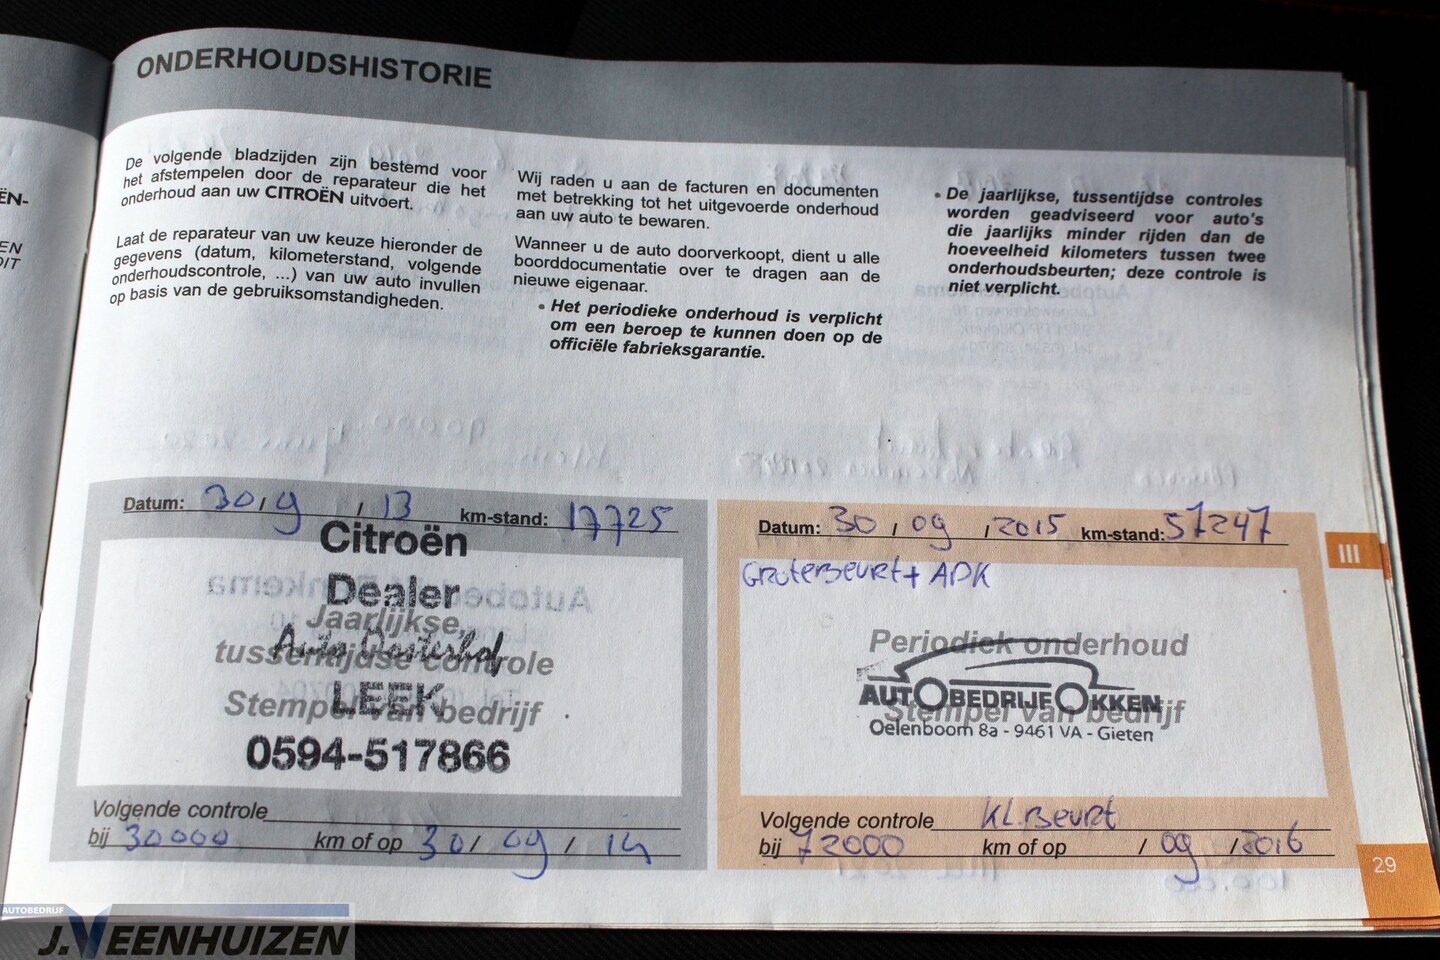 ONDERHOUDSHISTORIE
ËN-
EN
DIT
De volgende bladzijden zijn bestemd voor
het afstempelen door de reparateur die het
onderhoud aan uw CITROËN uitvoert.
Laat de reparateur van uw keuze hieronder de
gegevens (datum, kilometerstand, volgende
onderhoudscontrole, ...) van uw auto invullen
op basis van de gebruiksomstandigheden.
Wij raden u aan de facturen en documenten
met betrekking tot het uitgevoerde onderhoud
aan uw auto te bewaren.
Wanneer u de auto doorverkoopt, dient u alle
boorddocumentatie over te dragen aan de
nieuwe eigenaar.
• Het periodieke onderhoud is verplicht
om een beroep te kunnen doen op de
officiële fabrieksgarantie.
• De jaarlijkse, tussentijdse controles
worden geadviseerd voor auto's
die jaarlijks minder rijden dan de
hoeveelheid kilometers tussen twee
onderhoudsbeurten; deze controle is
niet verplicht.
Datum: 30 / 9 / 13 km-stand: 17725
Citroën
Dealer
Jaarlijkse,
Auto Oosterhof
tussentijdse controle
LEEK
Stempel van bedrijf
0594-517866
Volgende controle
bij 30000 km of op 30 / 09 / 14
Datum: 30 / 09 / 2015 km-stand: 57247
Grotebeurt + APK
Periodiek onderhoud
AUTOBEDRIJF OKKEN
Stempel van bedrijf
Oelenboom 8a - 9461 VA - Gieten
Volgende controle KL.Beurt
bij 72000 km of op / 09 / 2016
III
29
AUTOBEDRIJF
J.VEENHUIZEN